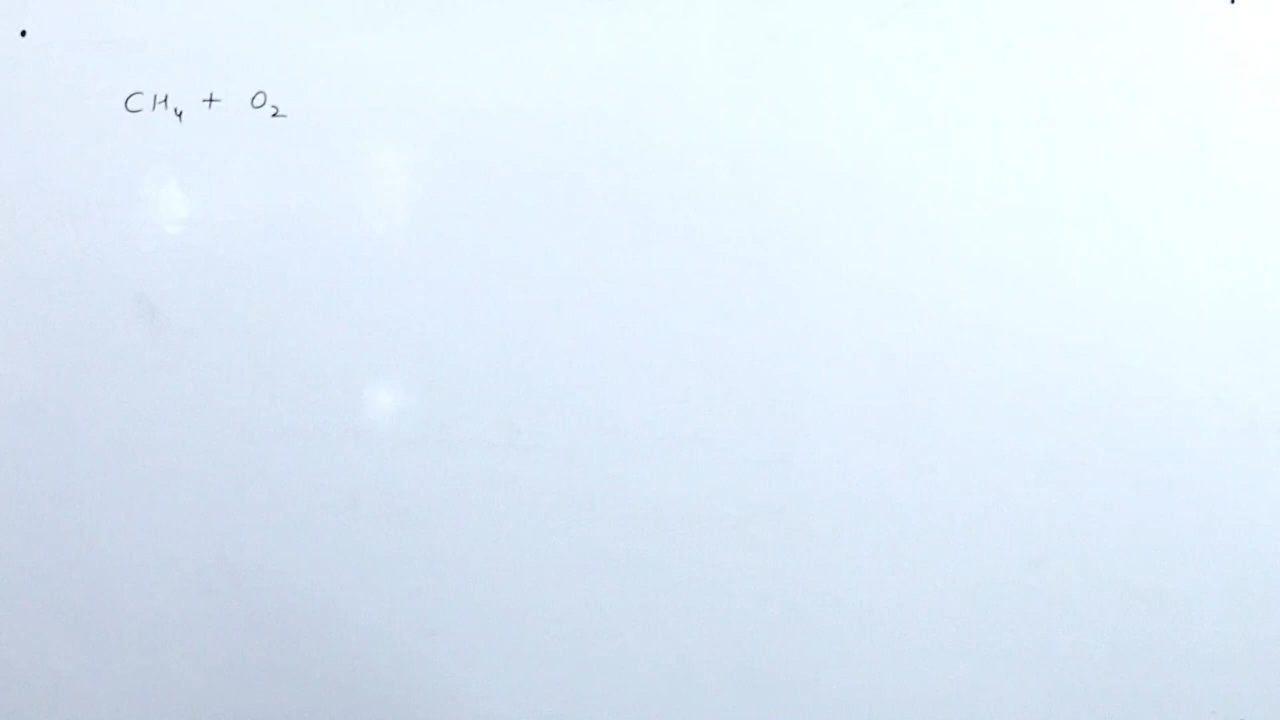 CH₄ + O₂